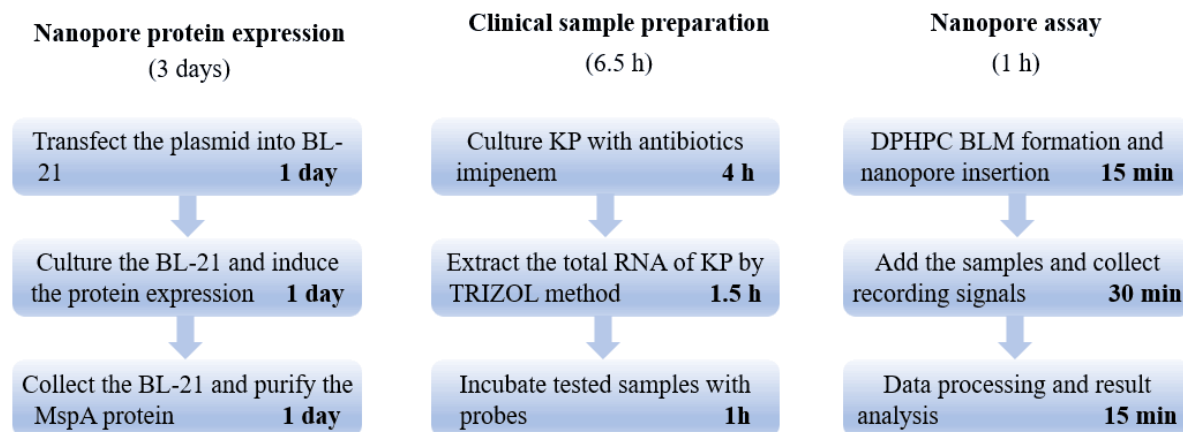 Nanopore protein expression
(3 days)
Transfect the plasmid into BL-
21 1 day
Culture the BL-21 and induce
the protein expression 1 day
Collect the BL-21 and purify the
MspA protein 1 day
Clinical sample preparation
(6.5 h)
Culture KP with antibiotics
imipenem 4 h
Extract the total RNA of KP by
TRIZOL method 1.5 h
Incubate tested samples with
probes 1h
Nanopore assay
(1 h)
DPHPC BLM formation and
nanopore insertion 15 min
Add the samples and collect
recording signals 30 min
Data processing and result
analysis 15 min